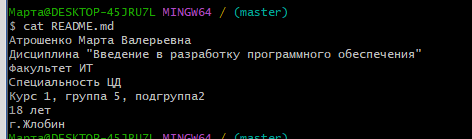 Марта@DESKTOP-45JRU7L MINGW64 / (master)
$ cat README.md
Атрошенко Марта Валерьевна
Дисциплина "Введение в разработку программного обеспечения"
Факультет ИТ
Специальность ЦД
Курс 1, группа 5, подгруппа2
18 лет
г.Жлобин
Марта@DESKTOP-45JRU7L MINGW64 / (master)